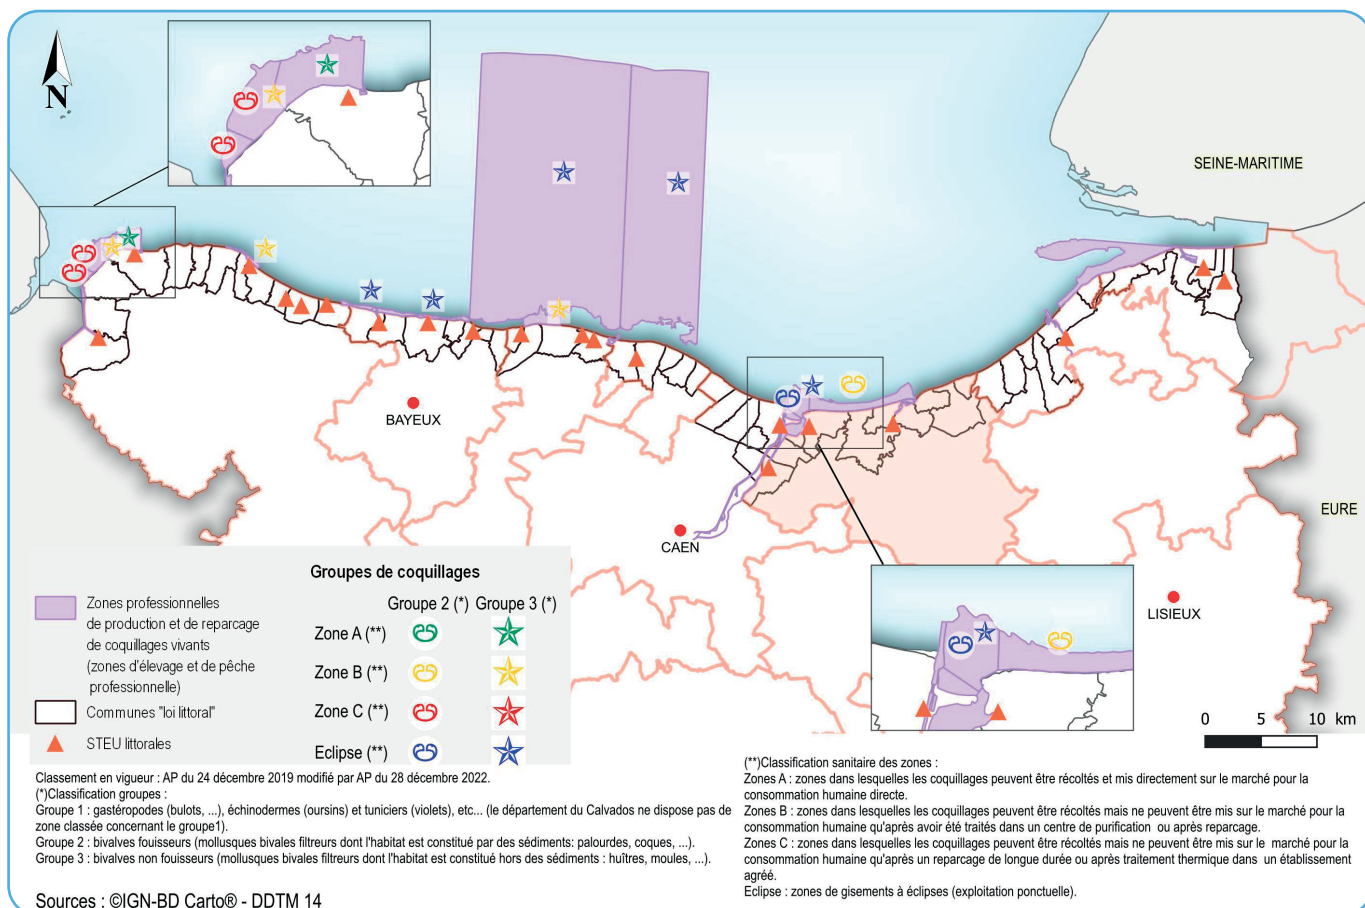 N
SEINE-MARITIME
BAYEUX
CAEN
EURE
LISIEUX
Groupes de coquillages
Groupe 2 (*) Groupe 3 (*)
Zone A (**)
Zone B (**)
Zone C (**)
Eclipse (**)
Zones professionnelles
de production et de reparcage
de coquillages vivants
(zones d'élevage et de pêche
professionnelle)
Communes "loi littoral"
STEU littorales
0 5 10 km
Classement en vigueur : AP du 24 décembre 2019 modifié par AP du 28 décembre 2022.
(*)Classification groupes :
Groupe 1 : gastéropodes (bulots, ...), échinodermes (oursins) et tuniciers (violets), etc... (le département du Calvados ne dispose pas de
zone classée concernant le groupe1).
Groupe 2 : bivalves fouisseurs (mollusques bivales filtreurs dont l'habitat est constitué par des sédiments: palourdes, coques, ...).
Groupe 3 : bivalves non fouisseurs (mollusques bivales filtreurs dont l'habitat est constitué hors des sédiments : huîtres, moules, ...).
(**)Classification sanitaire des zones :
Zones A : zones dans lesquelles les coquillages peuvent être récoltés et mis directement sur le marché pour la
consommation humaine directe.
Zones B : zones dans lesquelles les coquillages peuvent être récoltés mais ne peuvent être mis sur le marché pour la
consommation humaine qu'après avoir été traités dans un centre de purification ou après reparcage.
Zones C : zones dans lesquelles les coquillages peuvent être récoltés mais ne peuvent être mis sur le marché pour la
consommation humaine qu'après un reparcage de longue durée ou après traitement thermique dans un établissement
agréé.
Eclipse : zones de gisements à éclipses (exploitation ponctuelle).
Sources : ©IGN-BD Carto® - DDTM 14